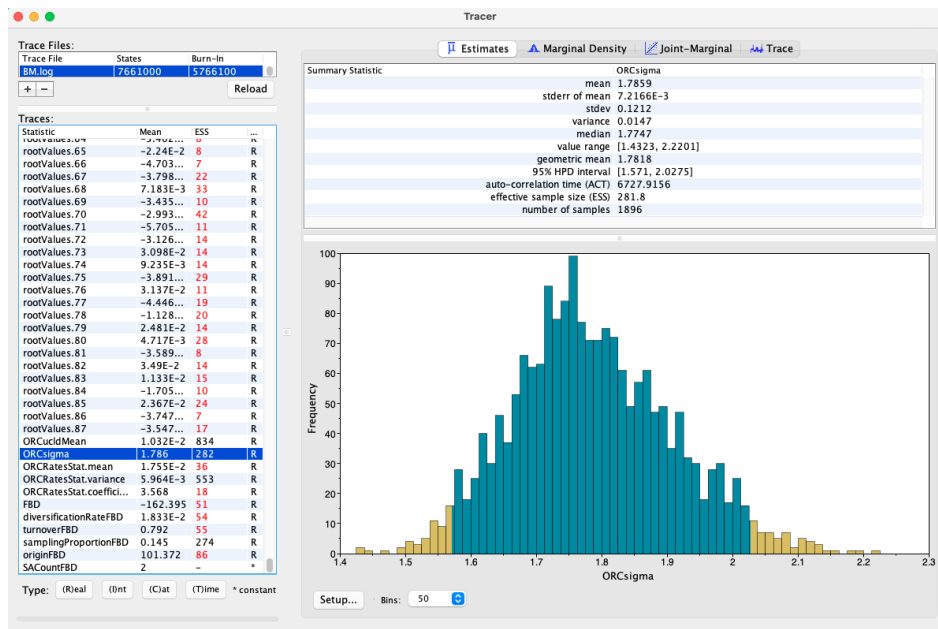 Tracer
Trace Files:
Trace File States Burn-In
BM.log 7661000 5766100
+ −
Reload
Traces:
Statistic Mean ESS ...
rootValues.64 -3.402... 6 R
rootValues.65 -2.24E-2 8 R
rootValues.66 -4.703... 7 R
rootValues.67 -3.798... 22 R
rootValues.68 7.183E-3 33 R
rootValues.69 -3.435... 10 R
rootValues.70 -2.993... 42 R
rootValues.71 -5.705... 11 R
rootValues.72 -3.126... 14 R
rootValues.73 3.098E-2 14 R
rootValues.74 9.235E-3 14 R
rootValues.75 -3.891... 29 R
rootValues.76 3.137E-2 11 R
rootValues.77 -4.446... 19 R
rootValues.78 -1.128... 20 R
rootValues.79 2.481E-2 14 R
rootValues.80 4.717E-3 28 R
rootValues.81 -3.589... 8 R
rootValues.82 3.49E-2 14 R
rootValues.83 1.133E-2 15 R
rootValues.84 -1.705... 10 R
rootValues.85 2.367E-2 24 R
rootValues.86 -3.747... 7 R
rootValues.87 -3.547... 17 R
ORCucldMean 1.032E-2 834 R
ORCsigma 1.786 282 R
ORCRatesStat.mean 1.755E-2 36 R
ORCRatesStat.variance 5.964E-3 553 R
ORCRatesStat.coeffici... 3.568 18 R
FBD -162.395 51 R
diversificationRateFBD 1.833E-2 54 R
turnoverFBD 0.792 55 R
samplingProportionFBD 0.145 274 R
originFBD 101.372 86 R
SACountFBD 2 - *
Type: (R)eal (I)nt (C)at (T)ime * constant
Estimates Marginal Density Joint-Marginal Trace
Summary Statistic ORCsigma
mean 1.7859
stderr of mean 7.2166E-3
stdev 0.1212
variance 0.0147
median 1.7747
value range [1.4323, 2.2201]
geometric mean 1.7818
95% HPD interval [1.571, 2.0275]
auto-correlation time (ACT) 6727.9156
effective sample size (ESS) 281.8
number of samples 1896
100
90
80
70
60
50
40
30
20
10
0
Frequency
1.4 1.5 1.6 1.7 1.8 1.9 2 2.1 2.2 2.3
ORCsigma
Setup... Bins: 50